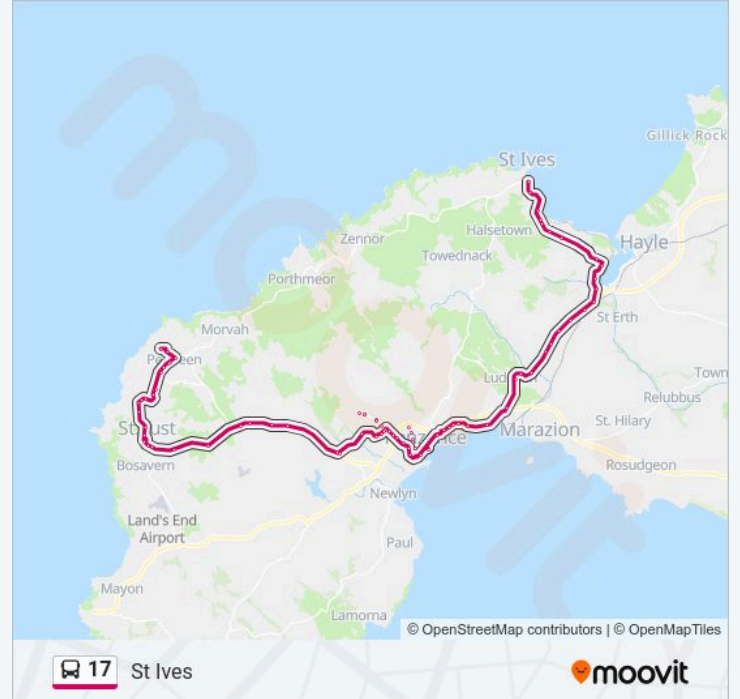 Gillick Rock
St Ives
Halsetown
Hayle
Zennor
Towednack
Porthmeor
St Erth
Morvah
Town
Relubbus
St. Hilary
Marazion
Rosudgeon
Bosavern
Newlyn
Land's End
Airport
Paul
Mayon
Lamorna
© OpenStreetMap contributors | © OpenMapTiles
17 St Ives
moovit